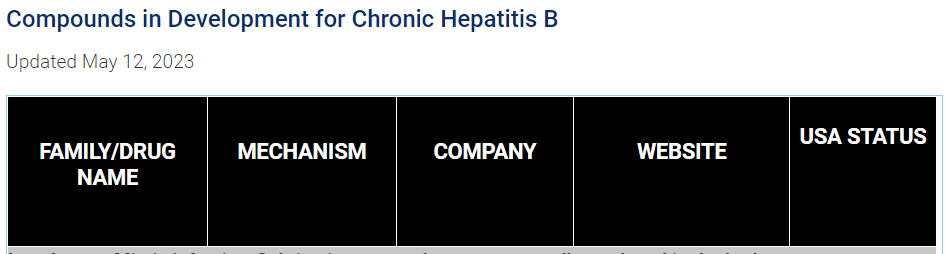 Compounds in Development for Chronic Hepatitis B
Updated May 12, 2023
FAMILY/DRUG
NAME
MECHANISM
COMPANY
WEBSITE
USA STATUS